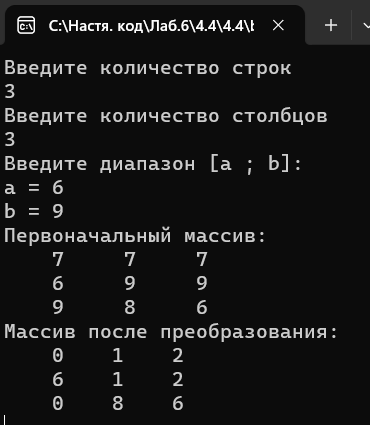 C:\Настя. код\Лаб.6\4.4\4.4\b
Введите количество строк
3
Введите количество столбцов
3
Введите диапазон [a ; b]:
a = 6
b = 9
Первоначальный массив:
7 7 7
6 9 9
9 8 6
Массив после преобразования:
0 1 2
6 1 2
0 8 6